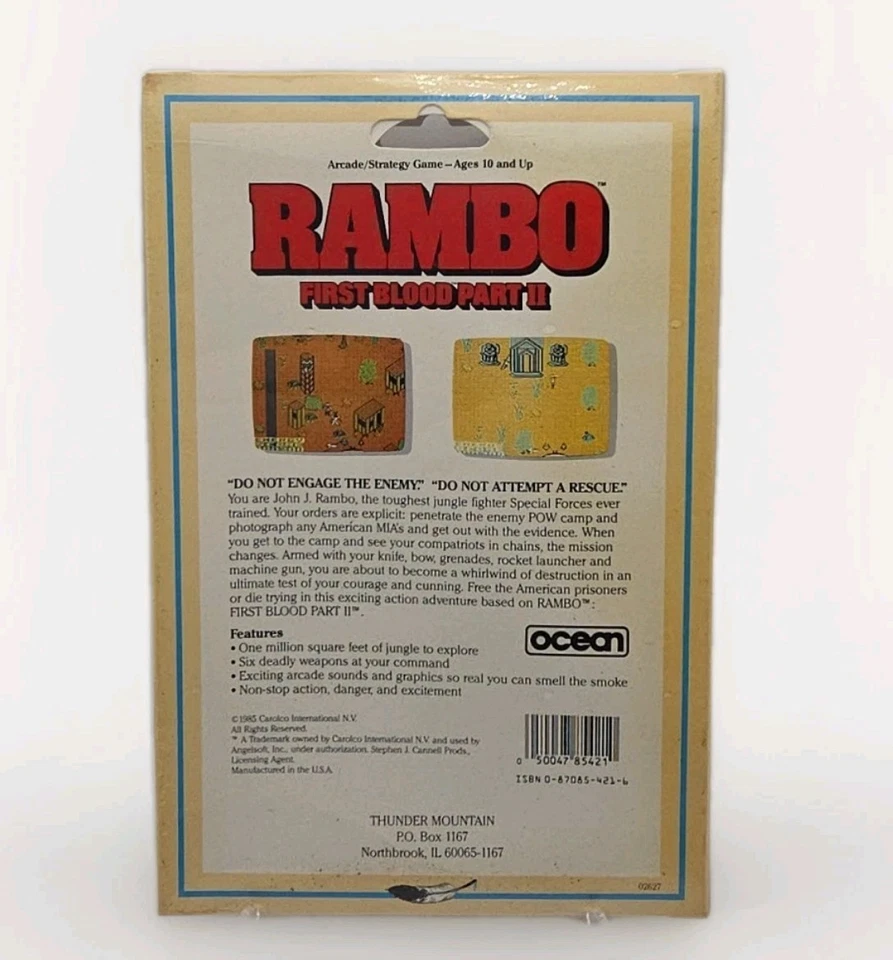 Arcade/Strategy Game – Ages 10 and Up
RAMBO™
FIRST BLOOD PART II
"DO NOT ENGAGE THE ENEMY." "DO NOT ATTEMPT A RESCUE."
You are John J. Rambo, the toughest jungle fighter Special Forces ever
trained. Your orders are explicit: penetrate the enemy POW camp and
photograph any American MIA's and get out with the evidence. When
you get to the camp and see your compatriots in chains, the mission
changes. Armed with your knife, bow, grenades, rocket launcher and
machine gun, you are about to become a whirlwind of destruction in an
ultimate test of your courage and cunning. Free the American prisoners
or die trying in this exciting action adventure based on RAMBO™:
FIRST BLOOD PART II™.
Features
• One million square feet of jungle to explore
• Six deadly weapons at your command
• Exciting arcade sounds and graphics so real you can smell the smoke
• Non-stop action, danger, and excitement
ocean
© 1985 Carolco International N.V.
All Rights Reserved.
™ A Trademark owned by Carolco International N.V. and used by
Angelsoft, Inc., under authorization. Stephen J. Cannell Prods.,
Licensing Agent.
Manufactured in the U.S.A.
0 50047 85421
ISBN 0-87085-421-6
THUNDER MOUNTAIN
P.O. Box 1167
Northbrook, IL 60065-1167
02627